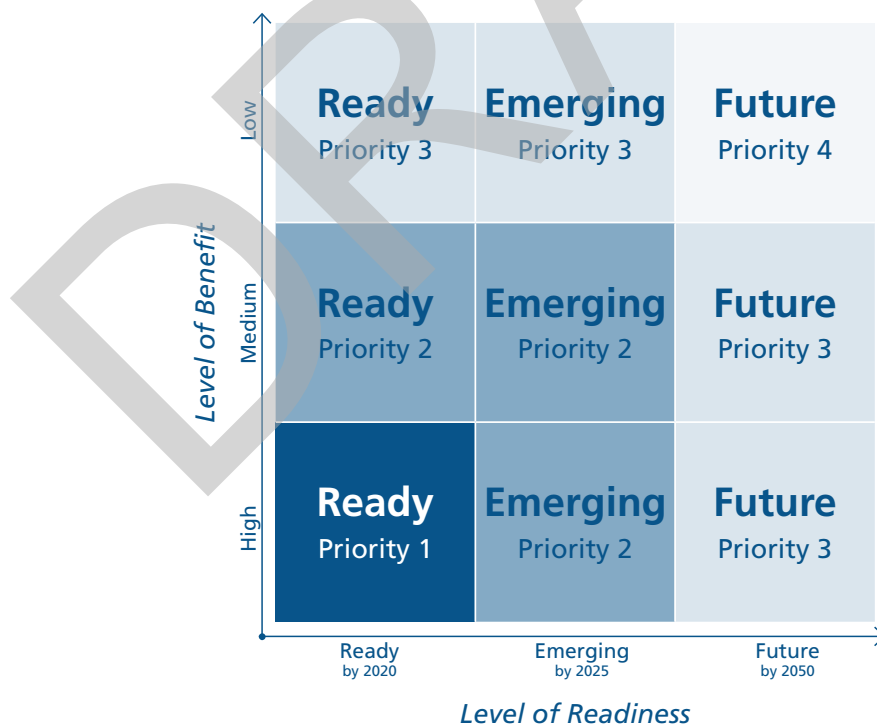 Ready
Priority 3
Emerging
Priority 3
Future
Priority 4
Ready
Priority 2
Emerging
Priority 2
Future
Priority 3
Ready
Priority 1
Emerging
Priority 2
Future
Priority 3
Level of Benefit
Low
Medium
High
Ready
by 2020
Emerging
by 2025
Future
by 2050
Level of Readiness